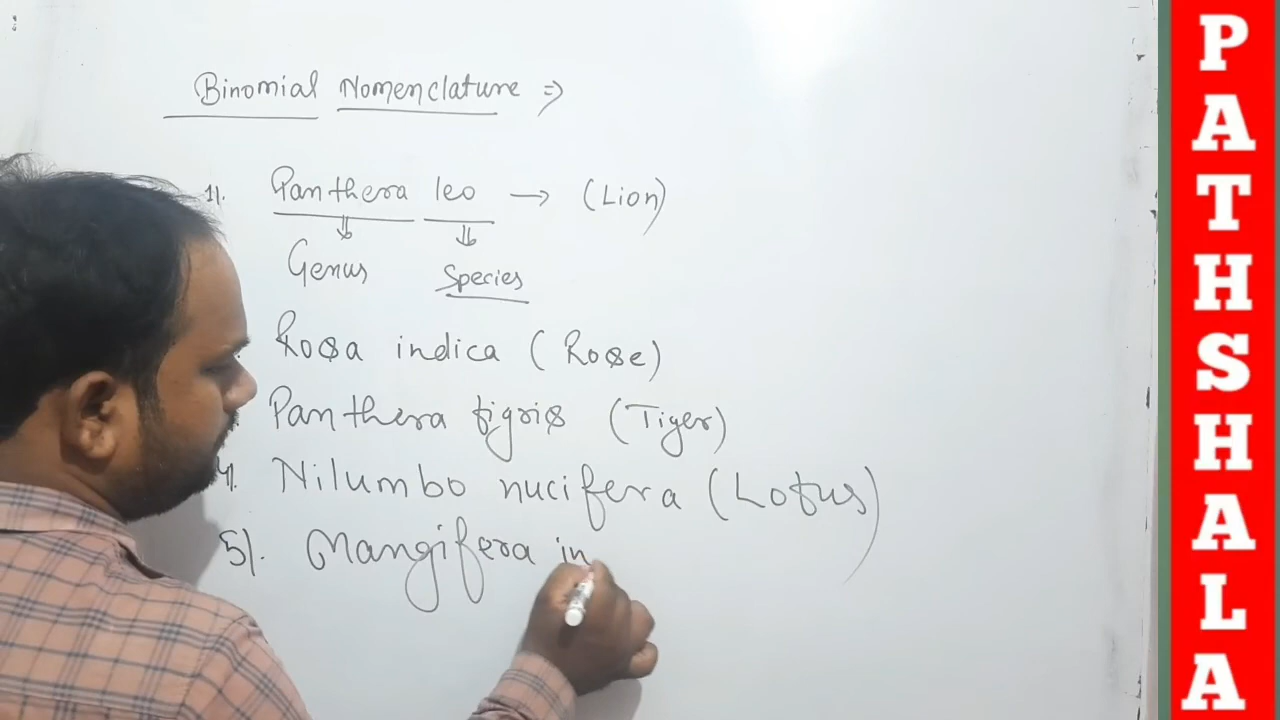 Binomial Nomenclature ⇒
1). Panthera leo → (Lion)
Genus Species
Rosa indica (Rose)
Panthera tigris (Tiger)
4). Nilumbo nucifera (Lotus)
5). Mangifera in
PATHSHALA